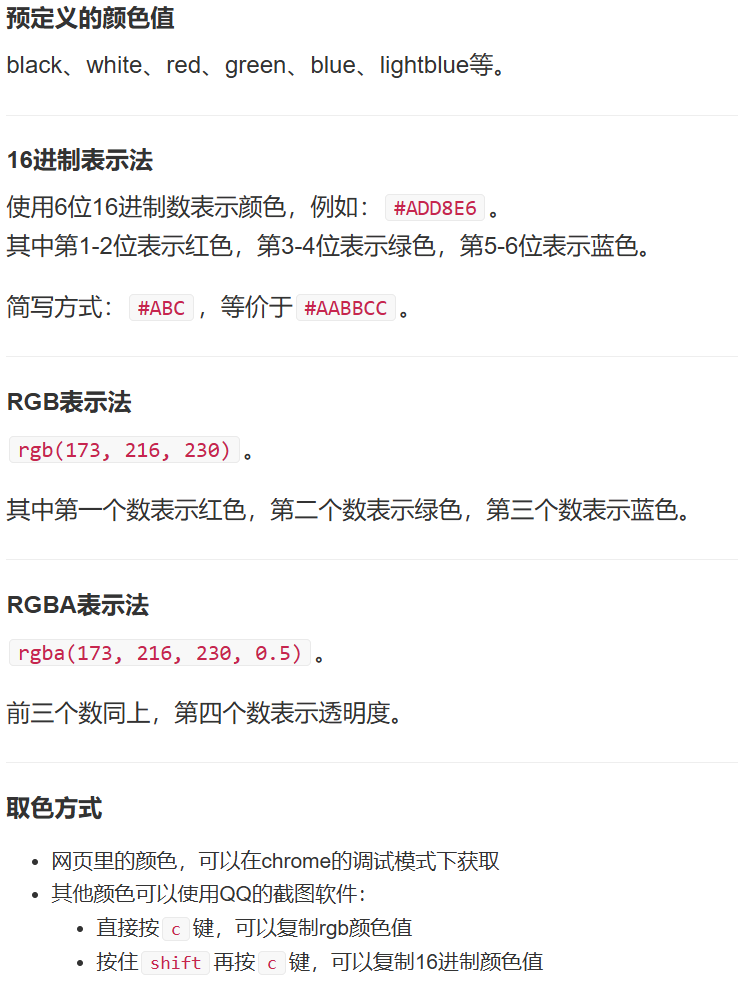 预定义的颜色值
black、white、red、green、blue、lightblue等。
16进制表示法
使用6位16进制数表示颜色，例如： #ADD8E6 。
其中第1-2位表示红色，第3-4位表示绿色，第5-6位表示蓝色。
简写方式： #ABC ，等价于 #AABBCC 。
RGB表示法
rgb(173, 216, 230) 。
其中第一个数表示红色，第二个数表示绿色，第三个数表示蓝色。
RGBA表示法
rgba(173, 216, 230, 0.5) 。
前三个数同上，第四个数表示透明度。
取色方式
• 网页里的颜色，可以在chrome的调试模式下获取
• 其他颜色可以使用QQ的截图软件：
• 直接按 c 键，可以复制rgb颜色值
• 按住 shift 再按 c 键，可以复制16进制颜色值